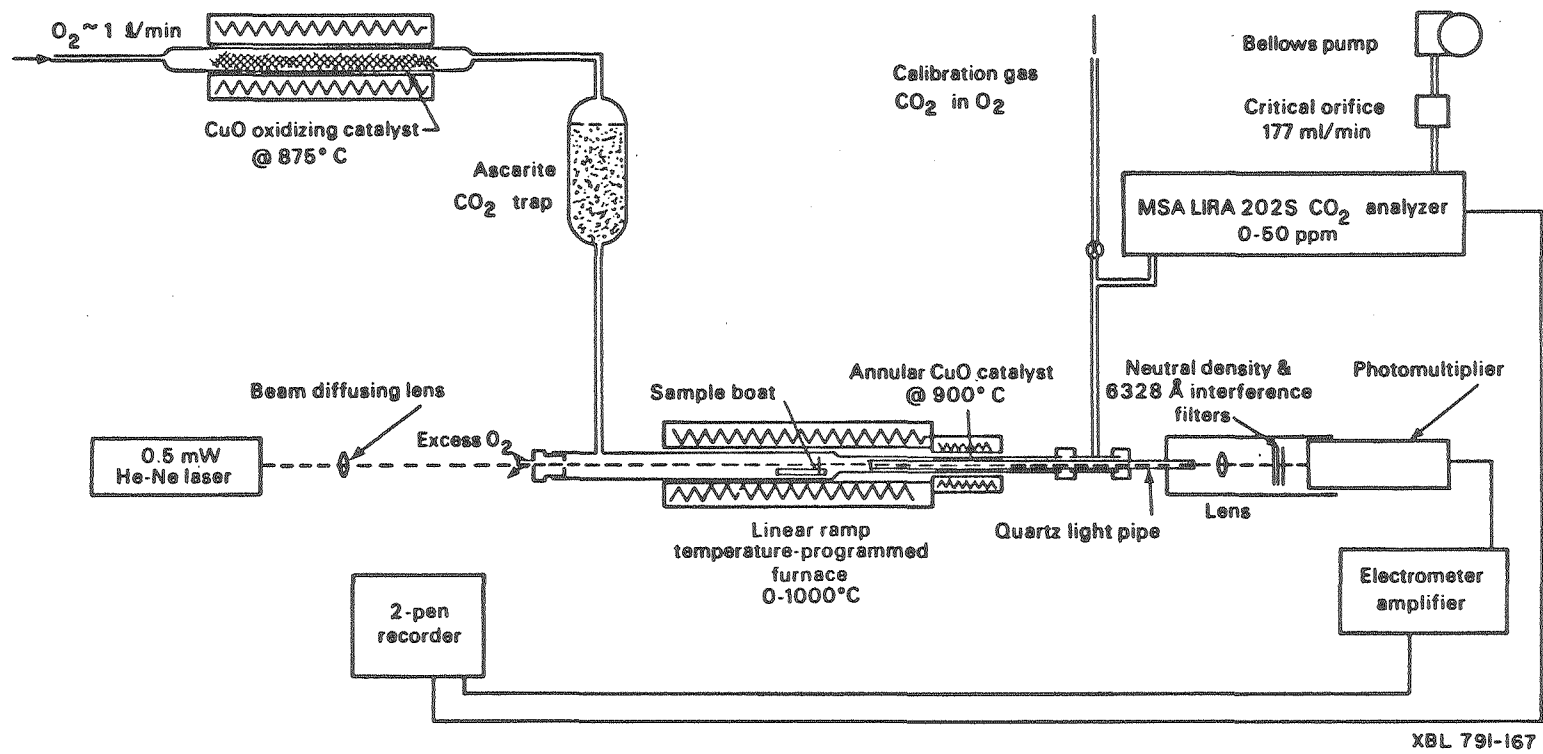 O2 ~ 1 ℓ/min
CuO oxidizing catalyst
@ 875° C
Ascarite
CO2 trap
Calibration gas
CO2 in O2
Bellows pump
Critical orifice
177 ml/min
MSA LIRA 202S CO2 analyzer
0-50 ppm
Beam diffusing lens
Excess O2
0.5 mW
He-Ne laser
Sample boat
Annular CuO catalyst
@ 900° C
Neutral density &
6328 Å interference
filters
Photomultiplier
Linear ramp
temperature-programmed
furnace
0-1000°C
Quartz light pipe
Lens
Electrometer
amplifier
2-pen
recorder
XBL 791-167